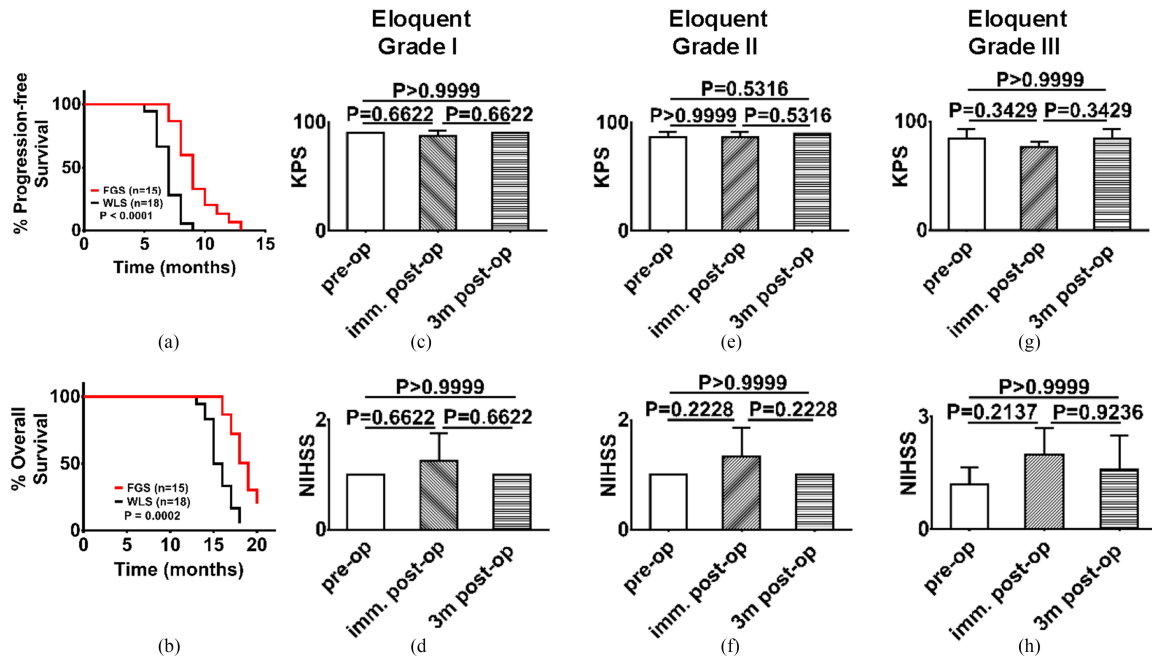 Eloquent
Grade I
Eloquent
Grade II
Eloquent
Grade III
% Progression-free
Survival
100
50
0
FGS (n=15)
WLS (n=18)
P < 0.0001
0 5 10 15
Time (months)
(a)
KPS
100
0
P>0.9999
P=0.6622 P=0.6622
pre-op
imm. post-op
3m post-op
(c)
KPS
100
0
P=0.5316
P>0.9999 P=0.5316
pre-op
imm. post-op
3m post-op
(e)
KPS
100
0
P>0.9999
P=0.3429 P=0.3429
pre-op
imm. post-op
3m post-op
(g)
% Overall
Survival
100
50
0
FGS (n=15)
WLS (n=18)
P = 0.0002
0 5 10 15 20
Time (months)
(b)
NIHSS
2
0
P>0.9999
P=0.6622 P=0.6622
pre-op
imm. post-op
3m post-op
(d)
NIHSS
2
0
P>0.9999
P=0.2228 P=0.2228
pre-op
imm. post-op
3m post-op
(f)
NIHSS
3
0
P>0.9999
P=0.2137 P=0.9236
pre-op
imm. post-op
3m post-op
(h)